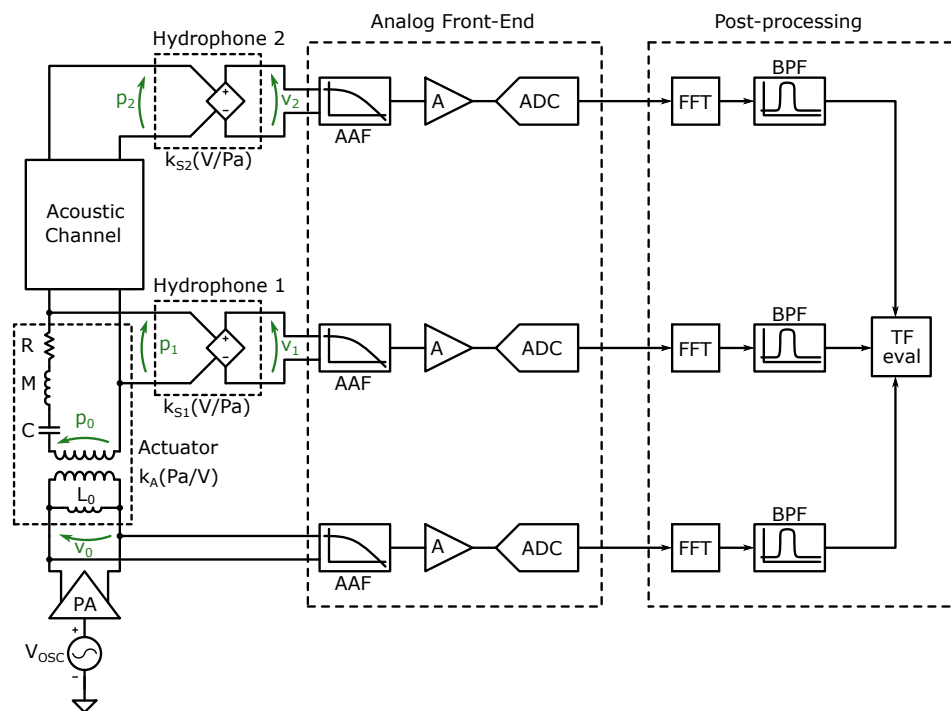 Analog Front-End
Post-processing
Hydrophone 2
p2
v2
kS2(V/Pa)
AAF
A
ADC
FFT
BPF
Acoustic
Channel
Hydrophone 1
p1
v1
kS1(V/Pa)
AAF
A
ADC
FFT
BPF
TF
eval
R
M
C
p0
Actuator
kA(Pa/V)
L0
v0
AAF
A
ADC
FFT
BPF
PA
VOSC